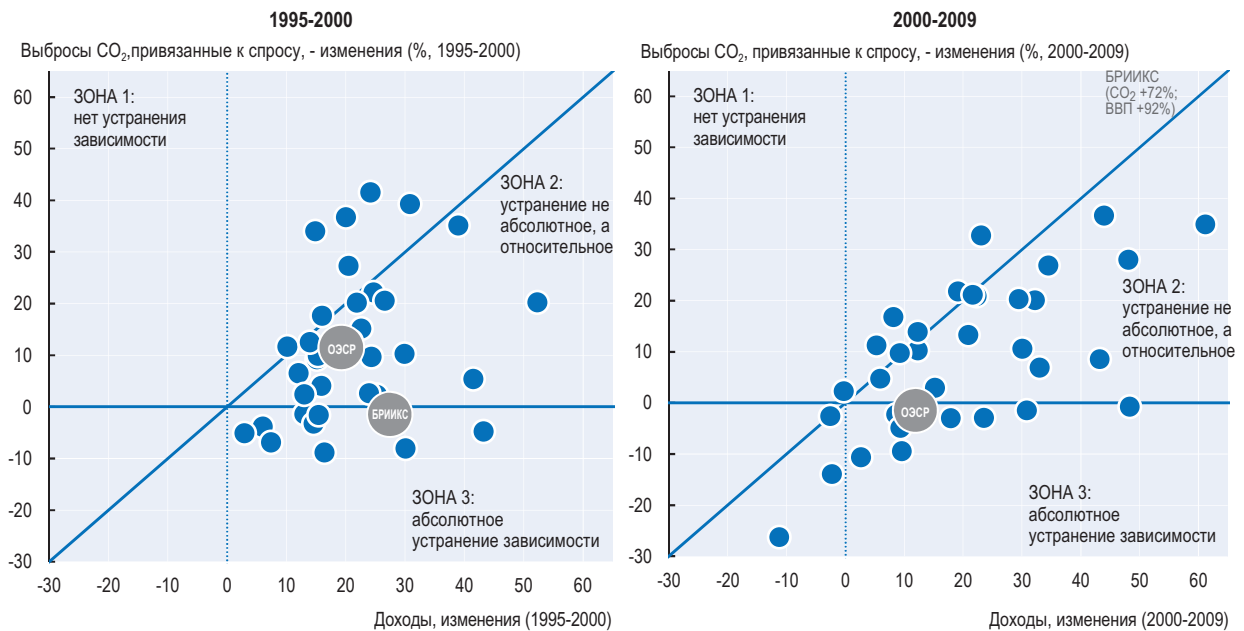 1995-2000
Выбросы CO₂,привязанные к спросу, - изменения (%, 1995-2000)
60
50
40
30
20
10
0
-10
-20
-30
-30
-20
-10
0
10
20
30
40
50
60
ЗОНА 1:
нет устранения
зависимости
ЗОНА 2:
устранение не
абсолютное, а
относительное
ОЭСР
БРИИКС
ЗОНА 3:
абсолютное
устранение зависимости
Доходы, изменения (1995-2000)
2000-2009
Выбросы CO₂, привязанные к спросу, - изменения (%, 2000-2009)
60
50
40
30
20
10
0
-10
-20
-30
-30
-20
-10
0
10
20
30
40
50
60
ЗОНА 1:
нет устранения
зависимости
БРИИКС
(CO₂ +72%;
ВВП +92%)
ЗОНА 2:
устранение не
абсолютное, а
относительное
ОЭСР
ЗОНА 3:
абсолютное
устранение зависимости
Доходы, изменения (2000-2009)